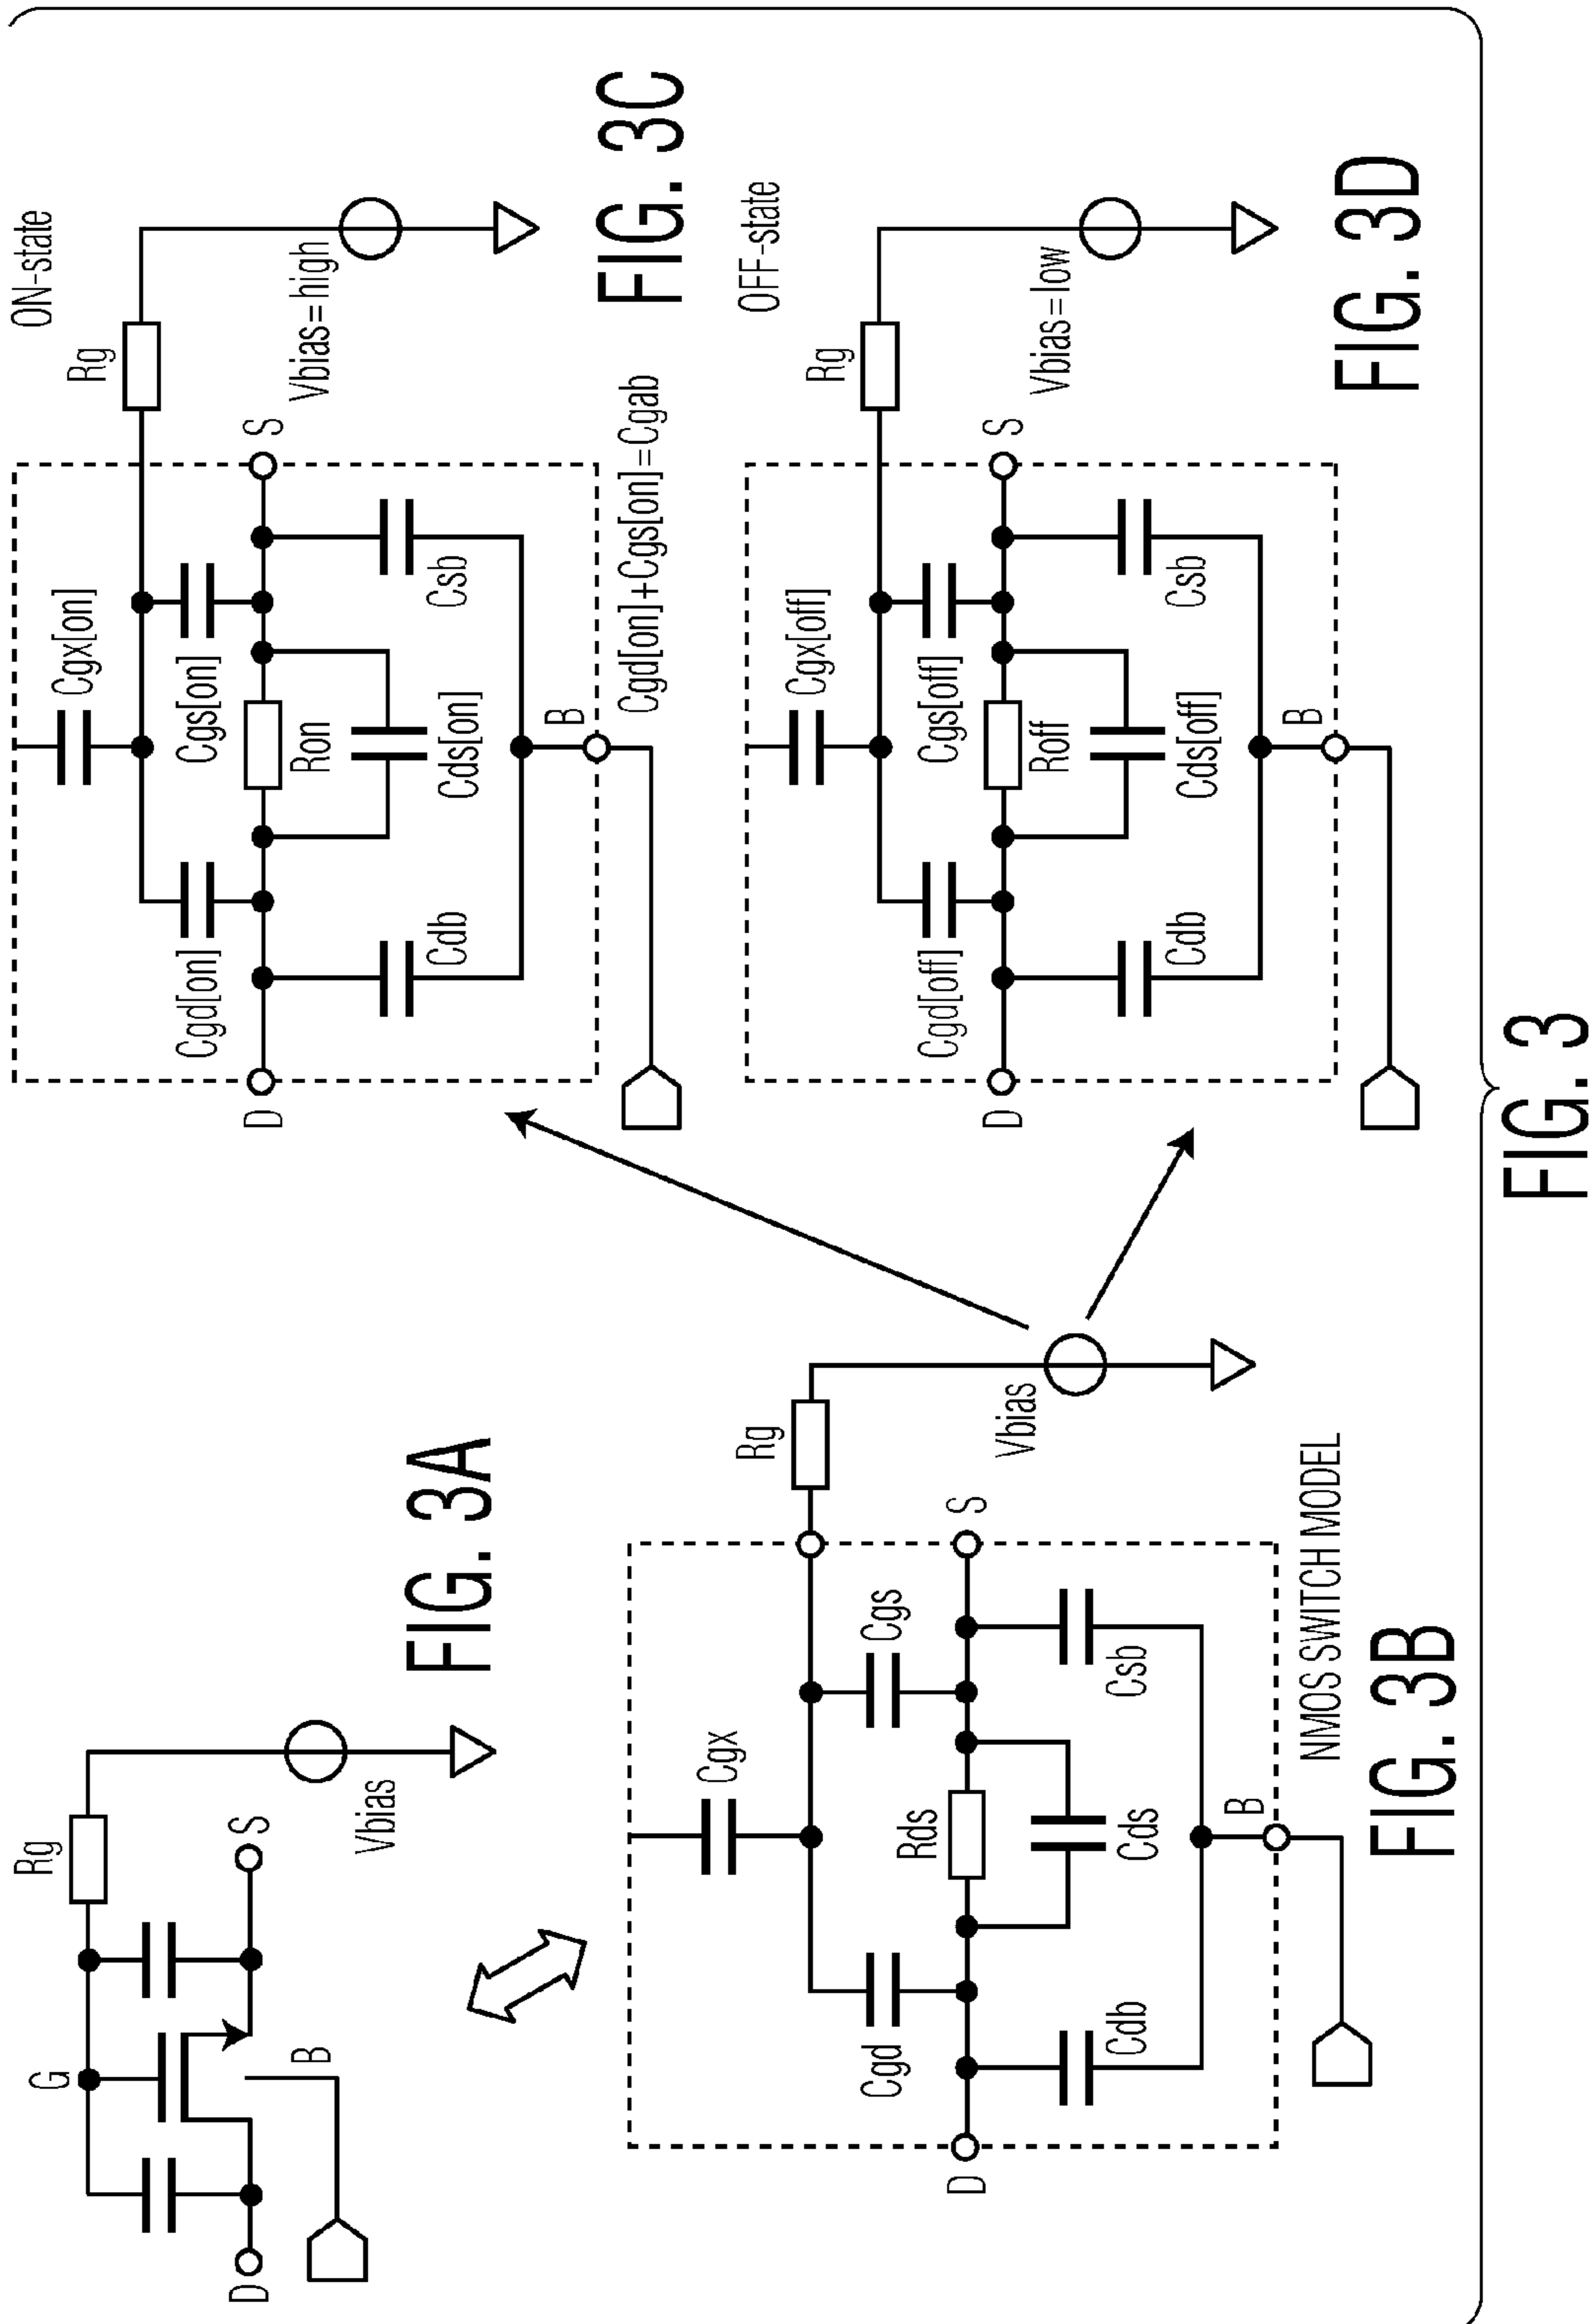 Rg
G
S
D
B
Vbias
FIG. 3A
Cgx
Rg
Cgd
Cgs
Rds
S
D
Cds
Cdb
Csb
B
Vbias
NMOS SWITCH MODEL
FIG. 3B
ON-state
Cgx[on]
Rg
Cgd[on]
Cgs[on]
Ron
S
D
Cds[on]
Cdb
Csb
B
Vbias=high
Cgd[on]+Cgs[on]=Cgab
FIG. 3C
OFF-state
Cgx[off]
Rg
Cgd[off]
Cgs[off]
Roff
S
D
Cds[off]
Cdb
Csb
B
Vbias=low
FIG. 3D
FIG. 3